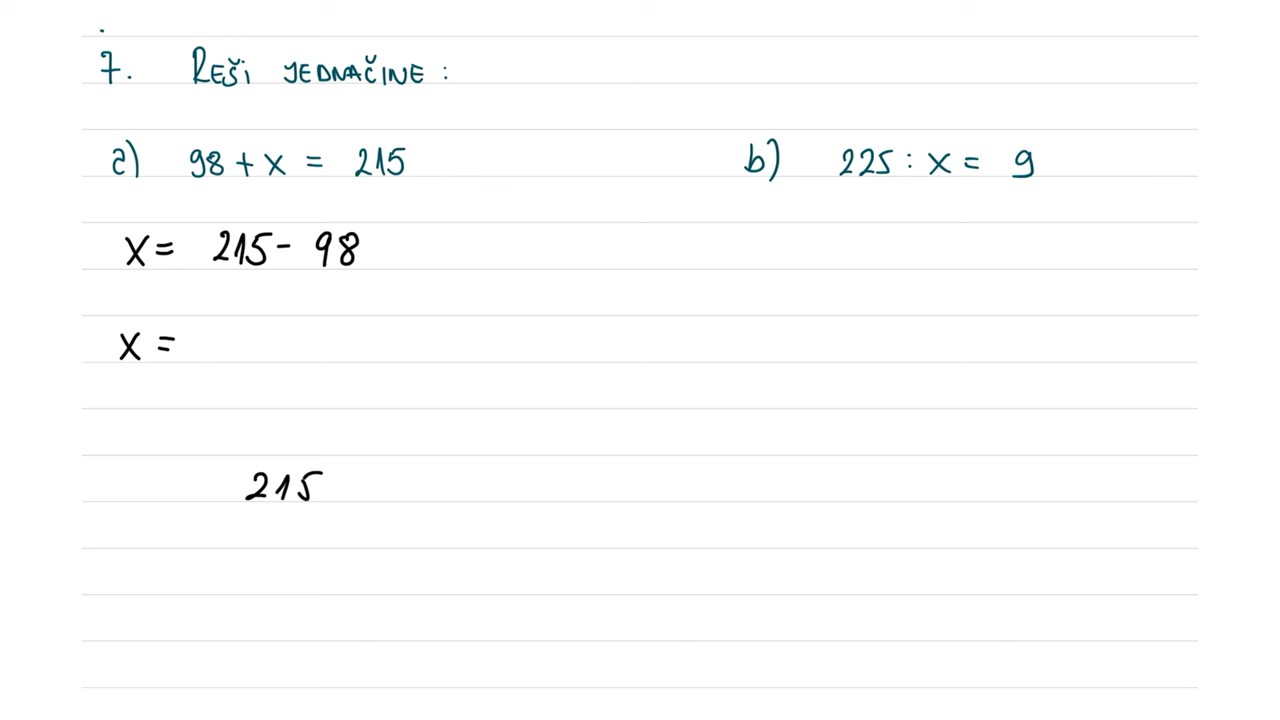 7. REŠI JEDNAČINE :
a) 98 + x = 215
b) 225 : x = 9
x = 215 - 98
x =
215